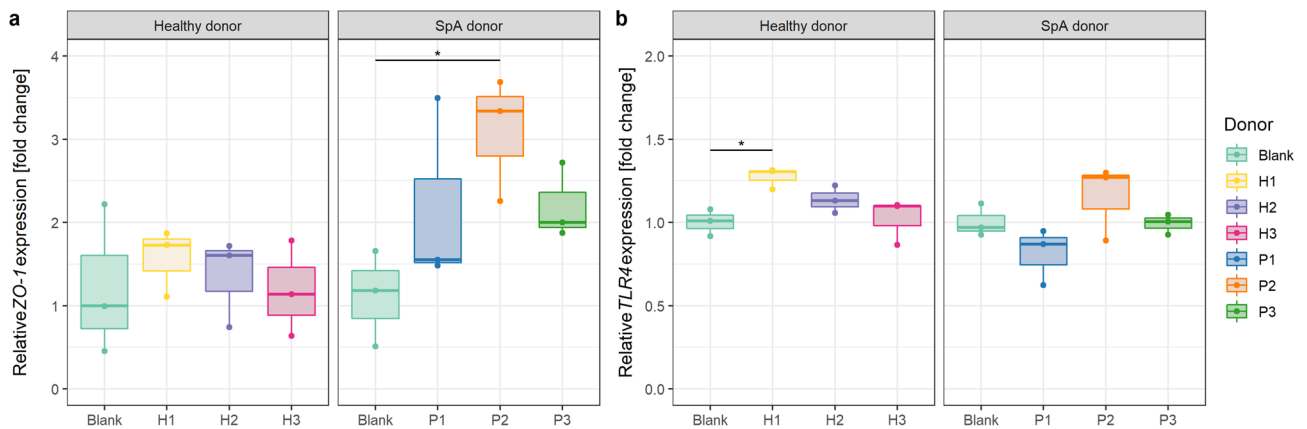 a
Healthy donor
SpA donor
Relative ZO-1 expression [fold change]
4
3
2
1
0
*
Blank
H1
H2
H3
Blank
P1
P2
P3
b
Healthy donor
SpA donor
Relative TLR4 expression [fold change]
2.0
1.5
1.0
0.5
0.0
*
Blank
H1
H2
H3
Blank
P1
P2
P3
Donor
Blank
H1
H2
H3
P1
P2
P3